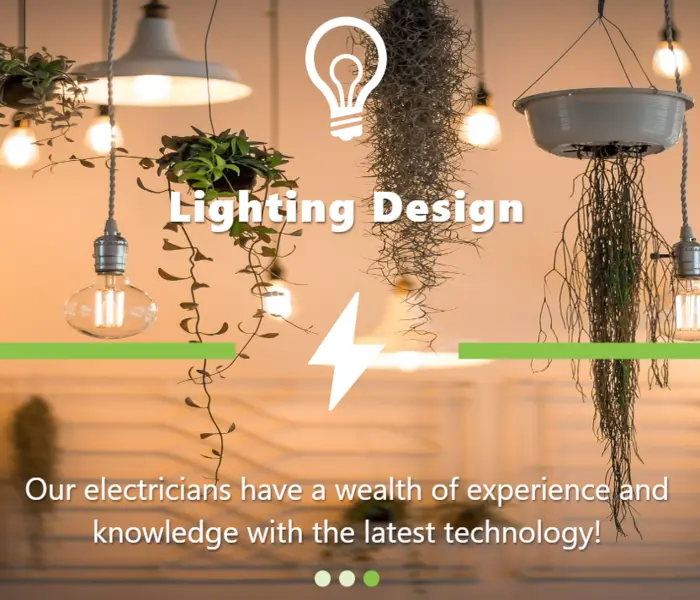 Lighting Design
Our electricians have a wealth of experience and
knowledge with the latest technology!